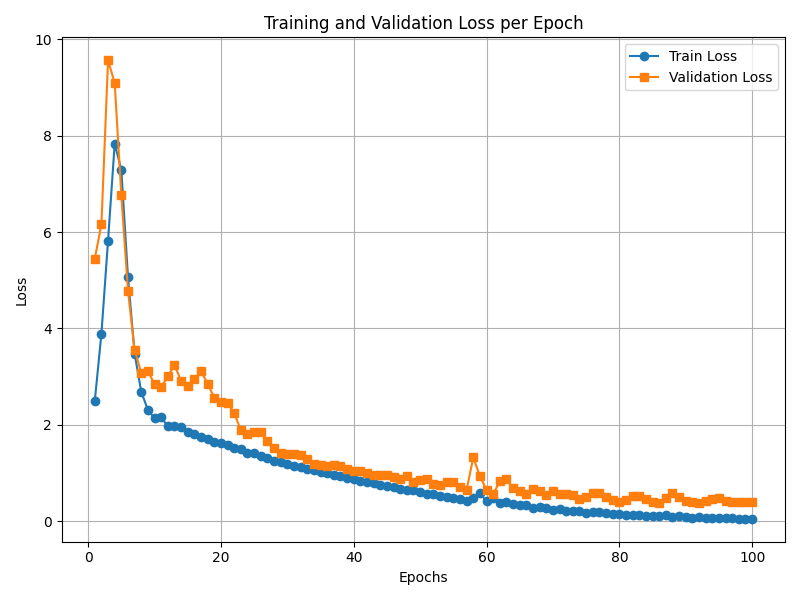 Training and Validation Loss per Epoch
Train Loss
Validation Loss
Loss
10
8
6
4
2
0
0 20 40 60 80 100
Epochs